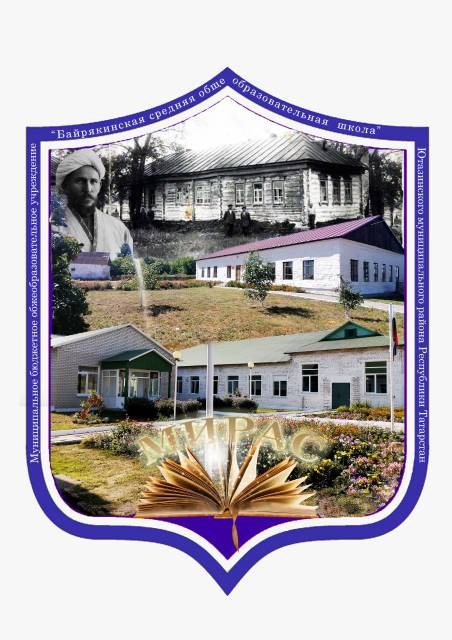 Муниципальное бюджетное общеобразовательное учреждение
"Байрякинская средняя обще образовательная школа"
Ютазинского муниципального района Республики Татарстан
МИРАС